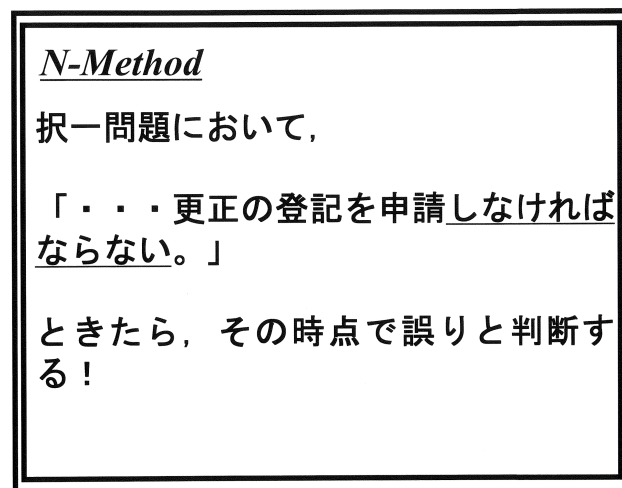 N-Method
択一問題において,
「・・・更正の登記を申請しなければ
ならない。」
ときたら,その時点で誤りと判断す
る!